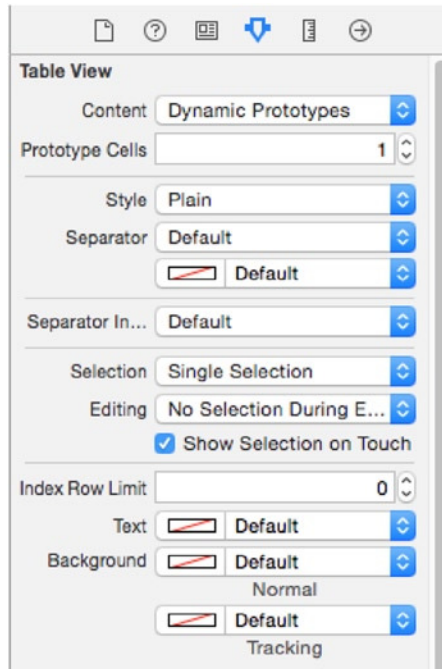 Table View
Content Dynamic Prototypes
Prototype Cells 1
Style Plain
Separator Default
Default
Separator In... Default
Selection Single Selection
Editing No Selection During E...
Show Selection on Touch
Index Row Limit 0
Text Default
Background Default
Normal
Default
Tracking